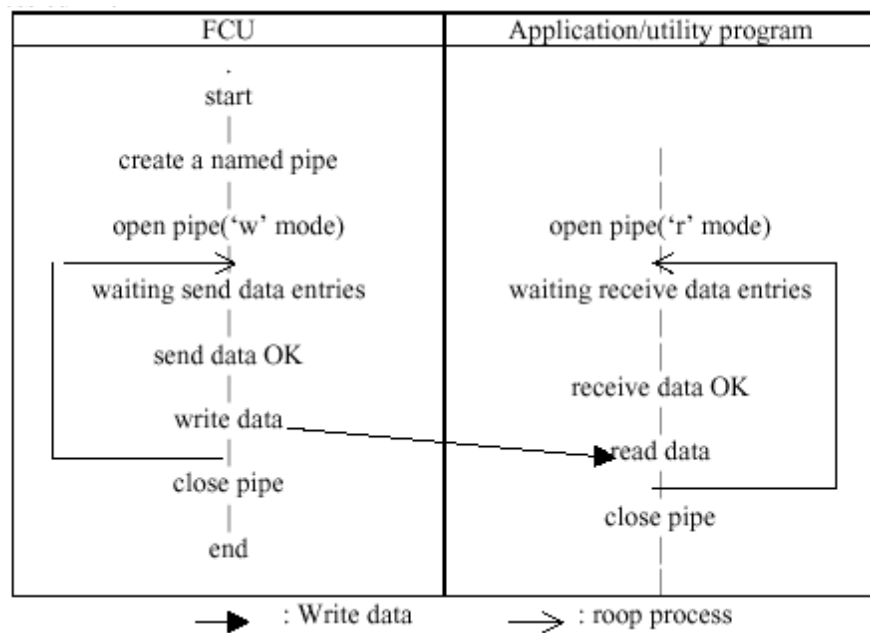 FCU
Application/utility program
start
create a named pipe
open pipe('w' mode)
waiting send data entries
send data OK
write data
close pipe
end
open pipe('r' mode)
waiting receive data entries
receive data OK
read data
close pipe
: Write data
: roop process